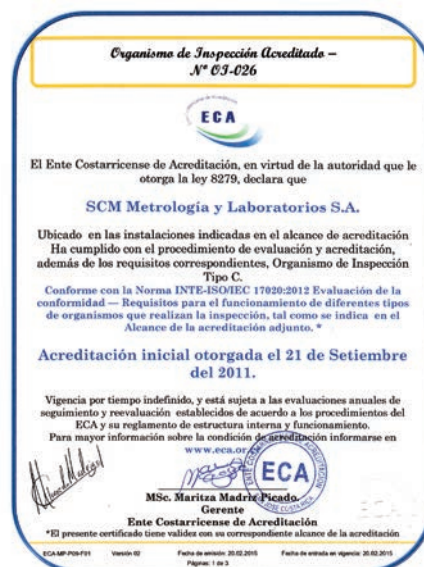 Organismo de Inspección Acreditado –
N° OI-026
ECA
El Ente Costarricense de Acreditación, en virtud de la autoridad que le
otorga la ley 8279, declara que
SCM Metrología y Laboratorios S.A.
Ubicado en las instalaciones indicadas en el alcance de acreditación
Ha cumplido con el procedimiento de evaluación y acreditación,
además de los requisitos correspondientes, Organismo de Inspección
Tipo C.
Conforme con la Norma INTE-ISO/IEC 17020:2012 Evaluación de la
conformidad — Requisitos para el funcionamiento de diferentes tipos
de organismos que realizan la inspección, tal como se indica en el
Alcance de la acreditación adjunto. *
Acreditación inicial otorgada el 21 de Setiembre
del 2011.
Vigencia por tiempo indefinido, y está sujeta a las evaluaciones anuales de
seguimiento y reevaluación establecidos de acuerdo a los procedimientos del
ECA y su reglamento de estructura interna y funcionamiento.
Para mayor información sobre la condición de acreditación informarse en
www.eca.or
ECA
MSc. Maritza Madriz Picado.
Gerente
Ente Costarricense de Acreditación
*El presente certificado tiene validez con su correspondiente alcance de la acreditación
ECA-MP-P09-F01 Versión 02 Fecha de emisión: 20.02.2015 Fecha de entrada en vigencia: 20.02.2015
Páginas: 1 de 3